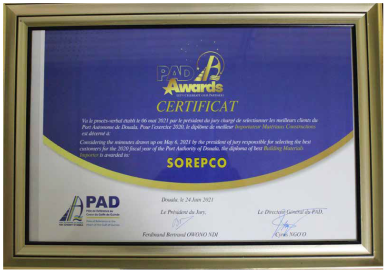 PAD
Awards
CERTIFICAT
Vu le procès-verbal établi le 06 mai 2021 par le président du jury chargé de sélectionner les meilleurs clients du
Port Autonome de Douala. Pour l'exercice 2020, le diplôme de meilleur Importateur Matériaux Constructions
est décerné à:
Considering the minutes drawn up on May 6, 2021 by the president of jury responsible for selecting the best
customers for the 2020 fiscal year of the Port Authority of Douala, the diploma of best Building Materials
Importer is awarded to:
SOREPCO
PAD
Douala, le 24 Juin 2021
Le Président du Jury,
Le Directeur Général du PAD,
Ferdinand Bertrand OWONO NDI
Cyrus NGO'O